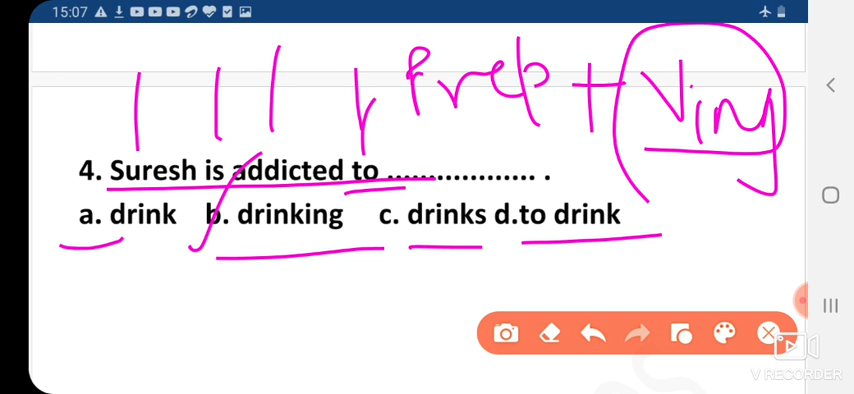 15:07
prep + Ving
4. Suresh is addicted to .................. .
a. drink b. drinking c. drinks d.to drink
V RECORDER